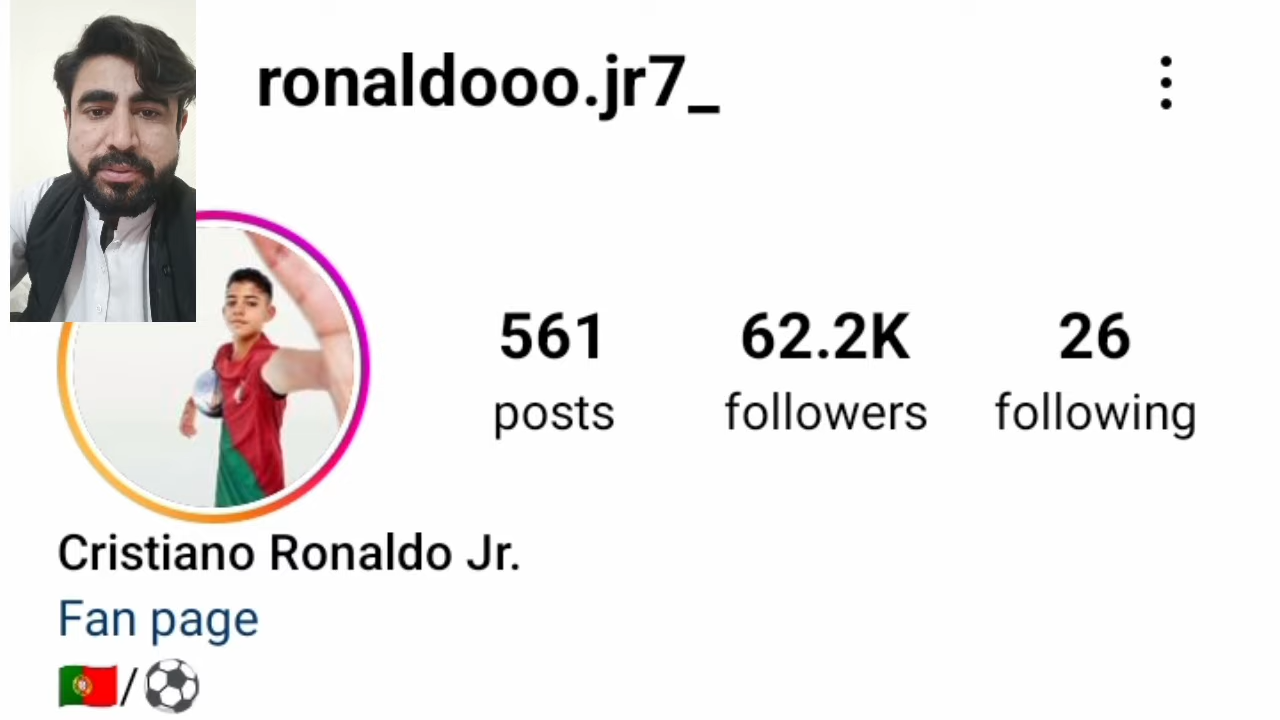 ronaldooo.jr7_
561 62.2K 26
posts followers following
Cristiano Ronaldo Jr.
Fan page
🇵🇹/⚽